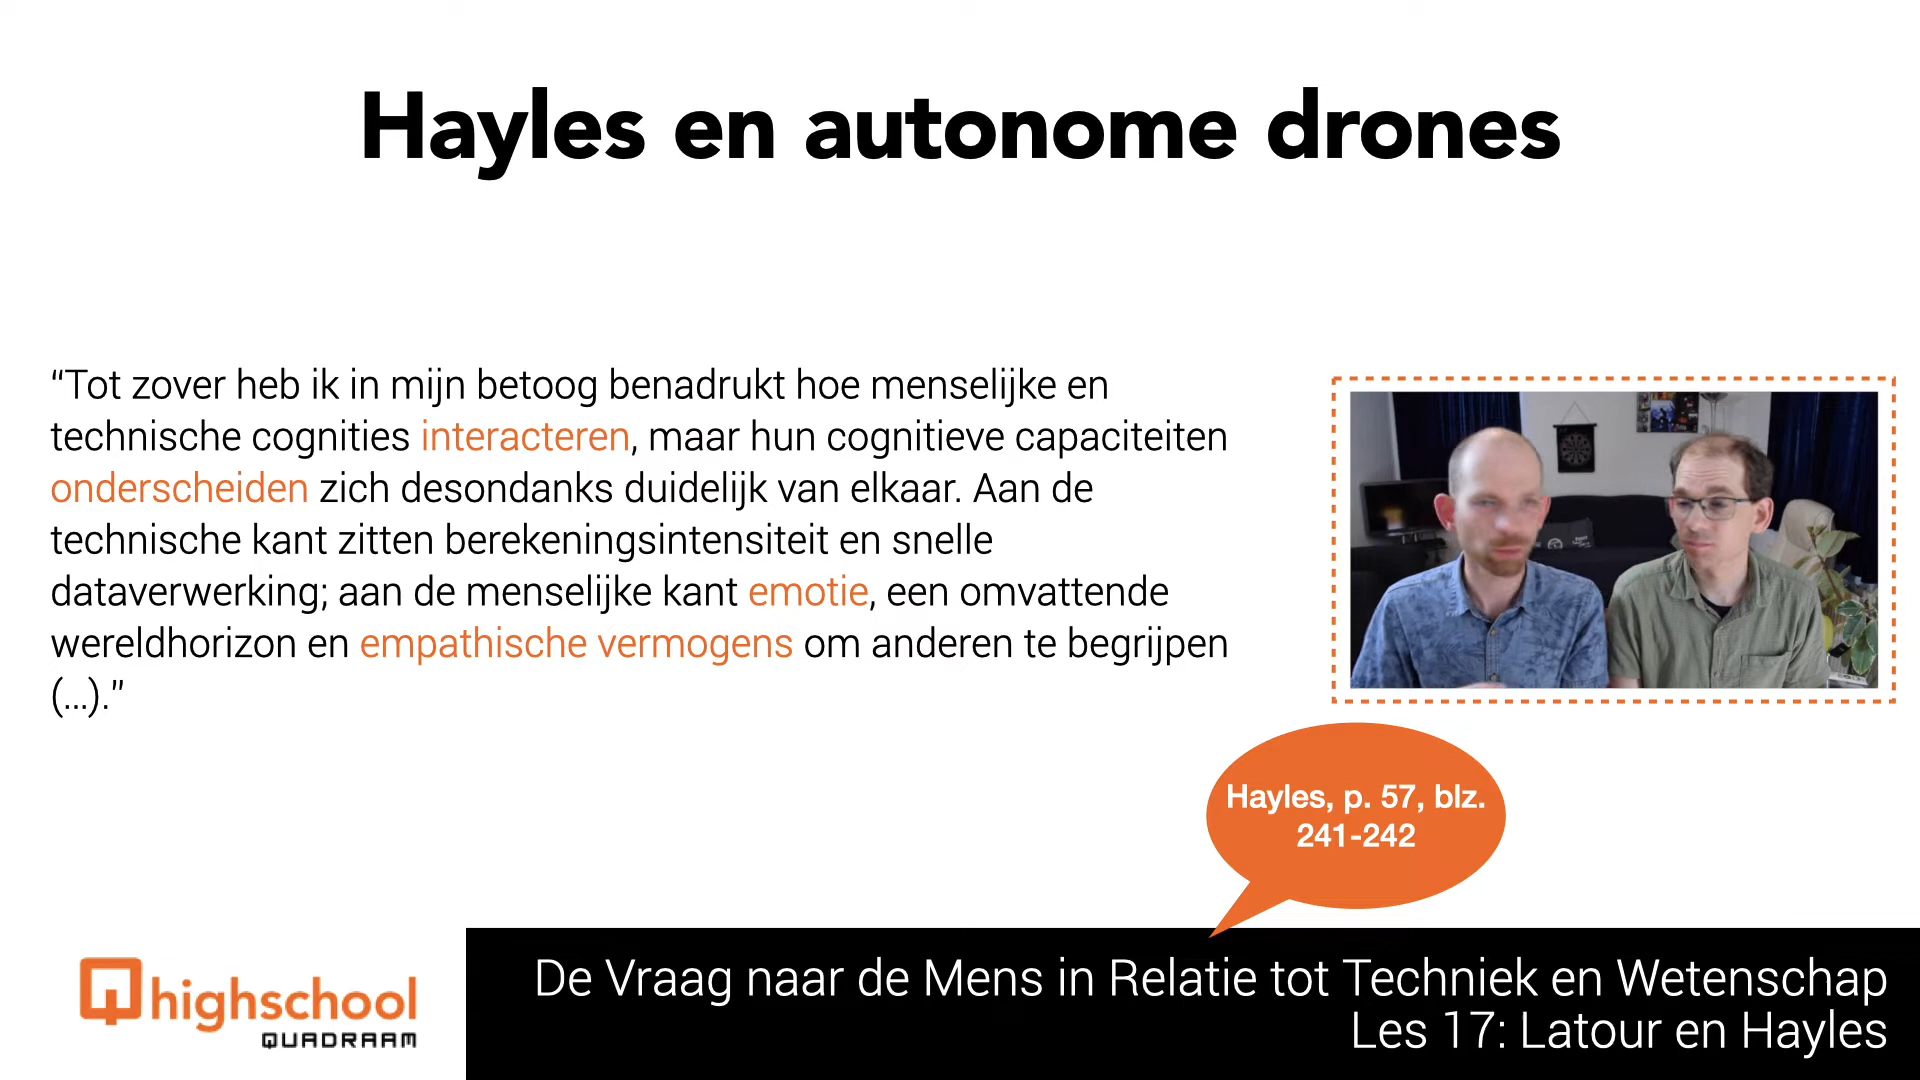 Hayles en autonome drones
“Tot zover heb ik in mijn betoog benadrukt hoe menselijke en
technische cognities interacteren, maar hun cognitieve capaciteiten
onderscheiden zich desondanks duidelijk van elkaar. Aan de
technische kant zitten berekeningsintensiteit en snelle
dataverwerking; aan de menselijke kant emotie, een omvattende
wereldhorizon en empathische vermogens om anderen te begrijpen
(...).”
Hayles, p. 57, blz.
241-242
Q highschool
QUADRAAM
De Vraag naar de Mens in Relatie tot Techniek en Wetenschap
Les 17: Latour en Hayles